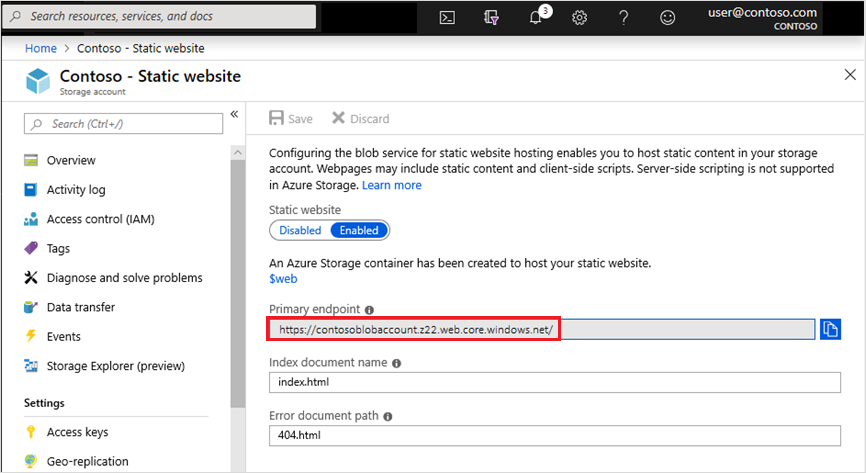 Search resources, services, and docs
3
user@contoso.com
CONTOSO
Home > Contoso - Static website
Contoso - Static website
Storage account
Search (Ctrl+/)
«
Overview
Activity log
Access control (IAM)
Tags
Diagnose and solve problems
Data transfer
Events
Storage Explorer (preview)
Settings
Access keys
Geo-replication
Save
Discard
Configuring the blob service for static website hosting enables you to host static content in your storage
account. Webpages may include static content and client-side scripts. Server-side scripting is not supported
in Azure Storage. Learn more
Static website
Disabled Enabled
An Azure Storage container has been created to host your static website.
$web
Primary endpoint
https://contosoblobaccount.z22.web.core.windows.net/
Index document name
index.html
Error document path
404.html